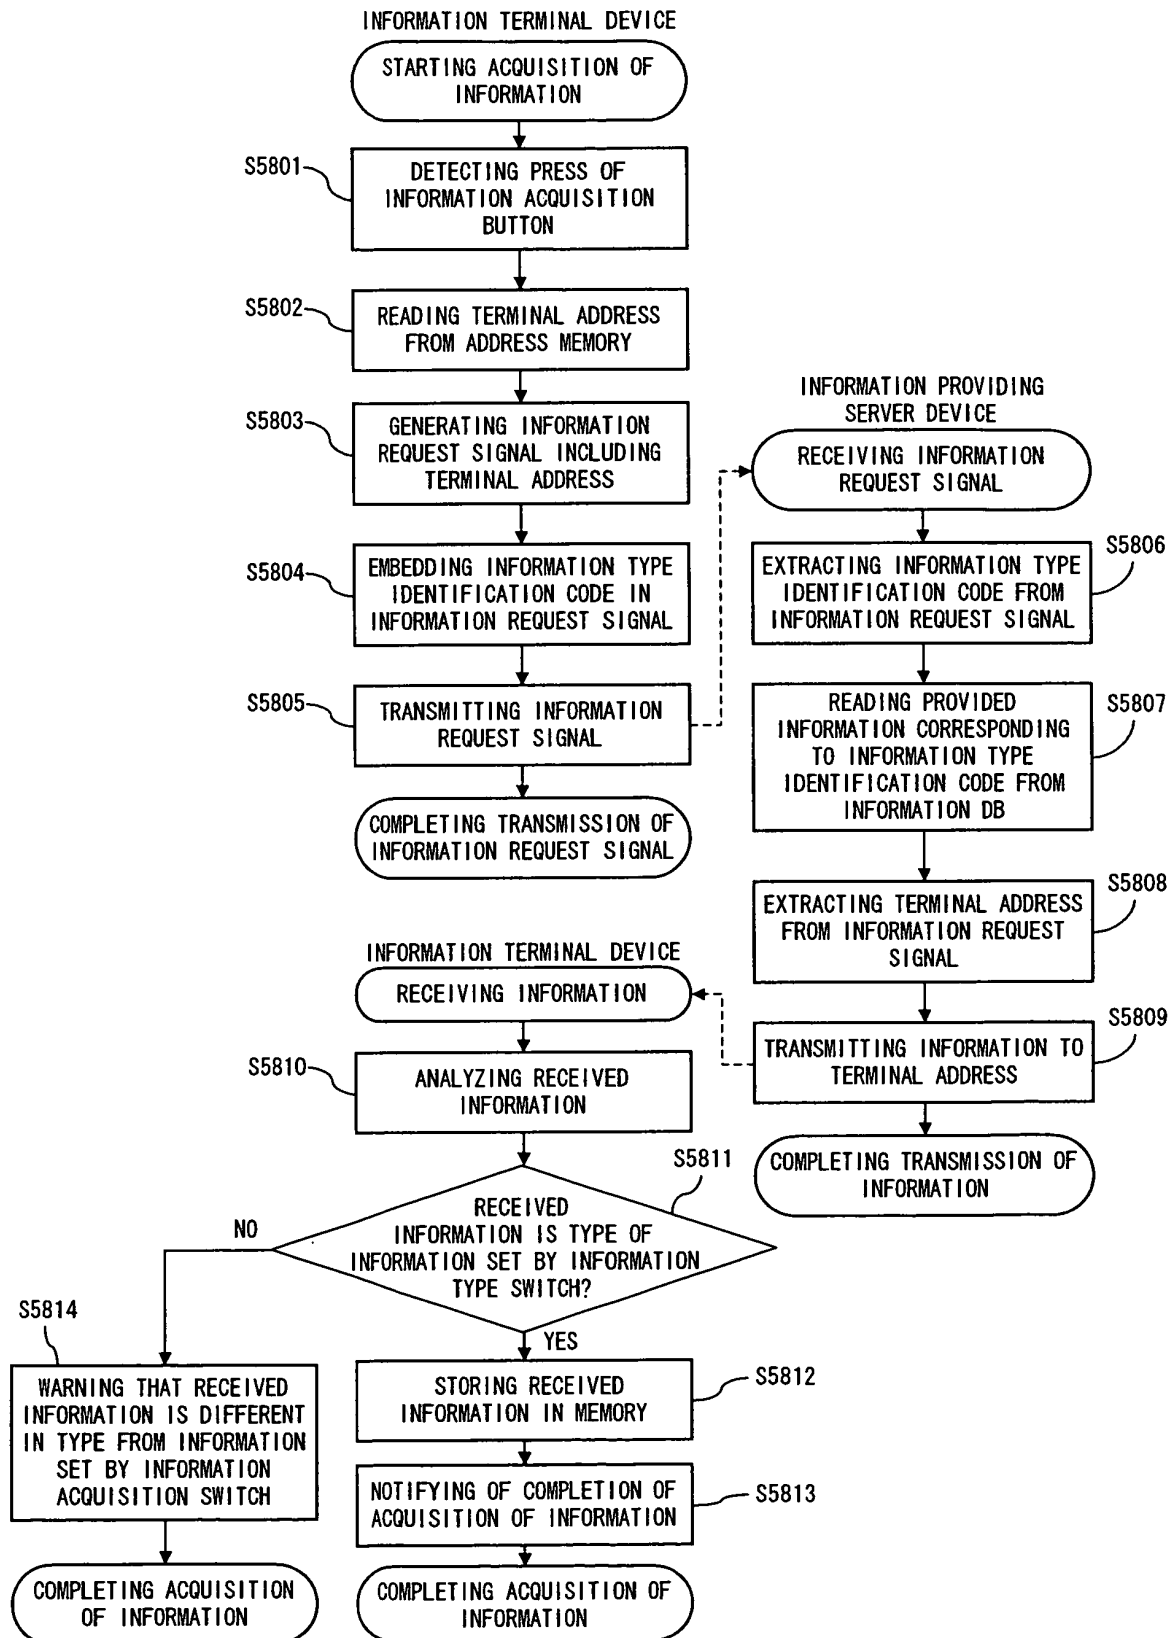 INFORMATION TERMINAL DEVICE
STARTING ACQUISITION OF
INFORMATION
S5801
DETECTING PRESS OF
INFORMATION ACQUISITION
BUTTON
S5802
READING TERMINAL ADDRESS
FROM ADDRESS MEMORY
S5803
GENERATING INFORMATION
REQUEST SIGNAL INCLUDING
TERMINAL ADDRESS
S5804
EMBEDDING INFORMATION TYPE
IDENTIFICATION CODE IN
INFORMATION REQUEST SIGNAL
S5805
TRANSMITTING INFORMATION
REQUEST SIGNAL
COMPLETING TRANSMISSION OF
INFORMATION REQUEST SIGNAL
INFORMATION PROVIDING
SERVER DEVICE
RECEIVING INFORMATION
REQUEST SIGNAL
S5806
EXTRACTING INFORMATION TYPE
IDENTIFICATION CODE FROM
INFORMATION REQUEST SIGNAL
S5807
READING PROVIDED
INFORMATION CORRESPONDING
TO INFORMATION TYPE
IDENTIFICATION CODE FROM
INFORMATION DB
S5808
EXTRACTING TERMINAL ADDRESS
FROM INFORMATION REQUEST
SIGNAL
S5809
TRANSMITTING INFORMATION TO
TERMINAL ADDRESS
COMPLETING TRANSMISSION OF
INFORMATION
INFORMATION TERMINAL DEVICE
RECEIVING INFORMATION
S5810
ANALYZING RECEIVED
INFORMATION
S5811
RECEIVED
INFORMATION IS TYPE OF
INFORMATION SET BY INFORMATION
TYPE SWITCH?
NO
YES
S5814
WARNING THAT RECEIVED
INFORMATION IS DIFFERENT
IN TYPE FROM INFORMATION
SET BY INFORMATION
ACQUISITION SWITCH
COMPLETING ACQUISITION
OF INFORMATION
S5812
STORING RECEIVED
INFORMATION IN MEMORY
S5813
NOTIFYING OF COMPLETION OF
ACQUISITION OF INFORMATION
COMPLETING ACQUISITION OF
INFORMATION